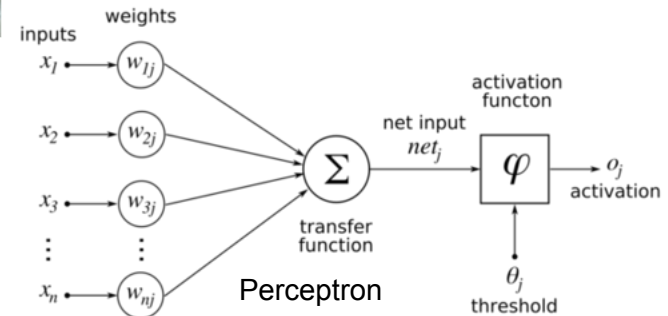 weights
inputs
x₁
w₁ⱼ
x₂
w₂ⱼ
x₃
w₃ⱼ
⋮
⋮
xₙ
wₙⱼ
Σ
transfer
function
net input
netⱼ
activation
functon
φ
oⱼ
activation
θⱼ
threshold
Perceptron